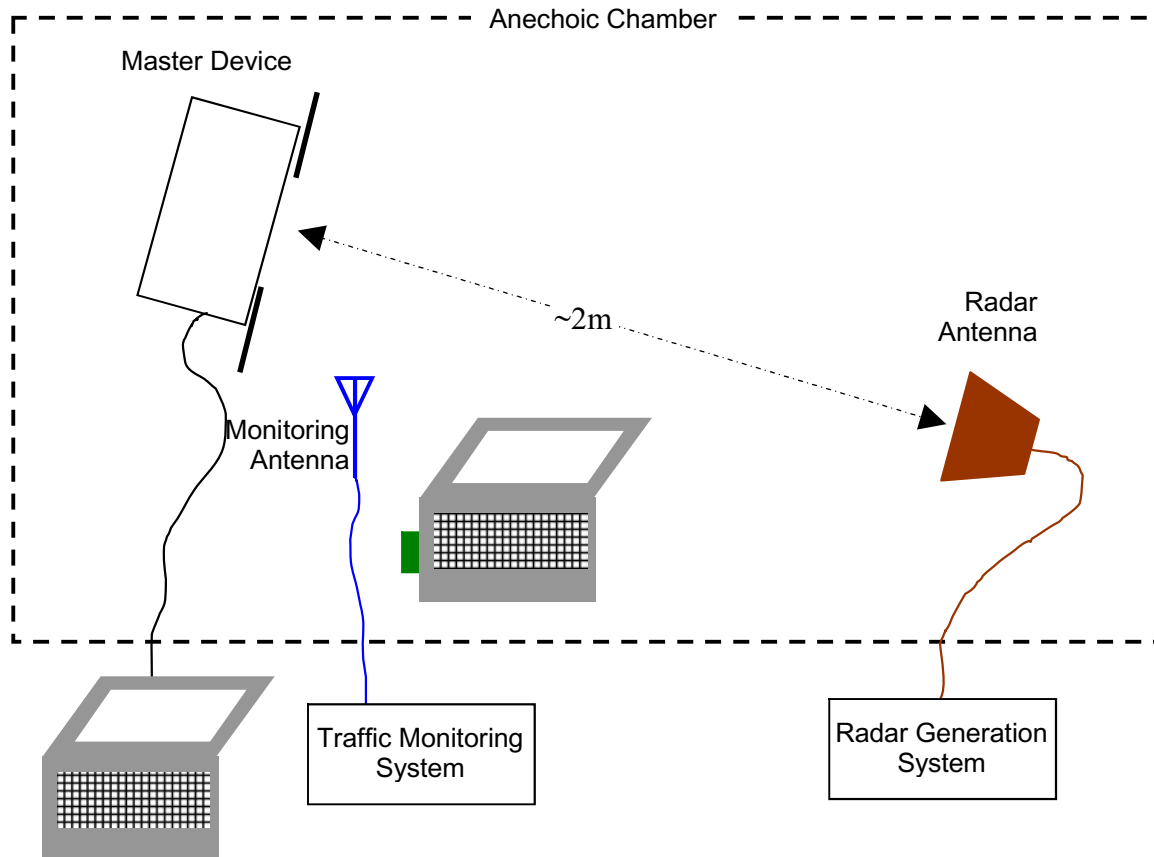 Anechoic Chamber
Master Device
~2m
Radar
Antenna
Monitoring
Antenna
Traffic Monitoring
System
Radar Generation
System